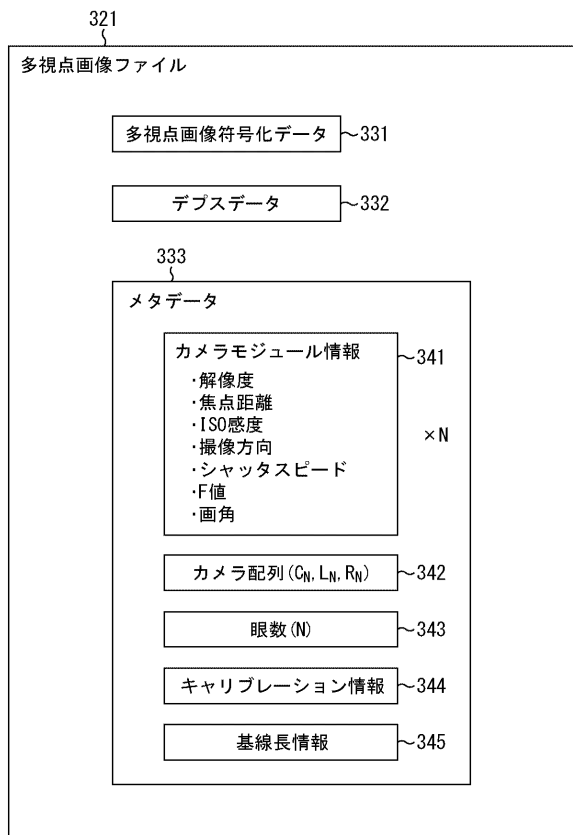 321
多視点画像ファイル
多視点画像符号化データ 331
デプスデータ 332
333
メタデータ
カメラモジュール情報 341
・解像度
・焦点距離
・ISO感度
・撮像方向
・シャッタスピード
・F値
・画角
×N
カメラ配列(CN, LN, RN) 342
眼数(N) 343
キャリブレーション情報 344
基線長情報 345